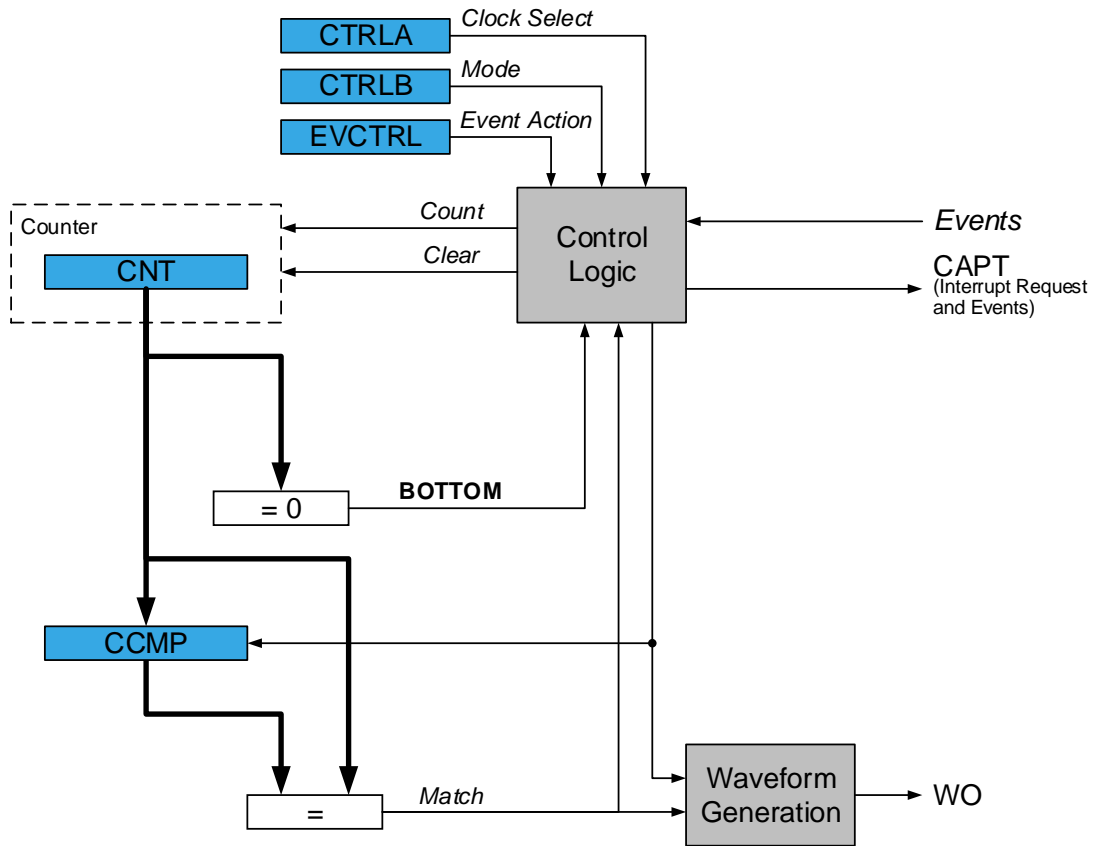 CTRLA
Clock Select
CTRLB
Mode
EVCTRL
Event Action
Counter
CNT
Count
Clear
Control
Logic
Events
CAPT
(Interrupt Request
and Events)
= 0
BOTTOM
CCMP
=
Match
Waveform
Generation
WO